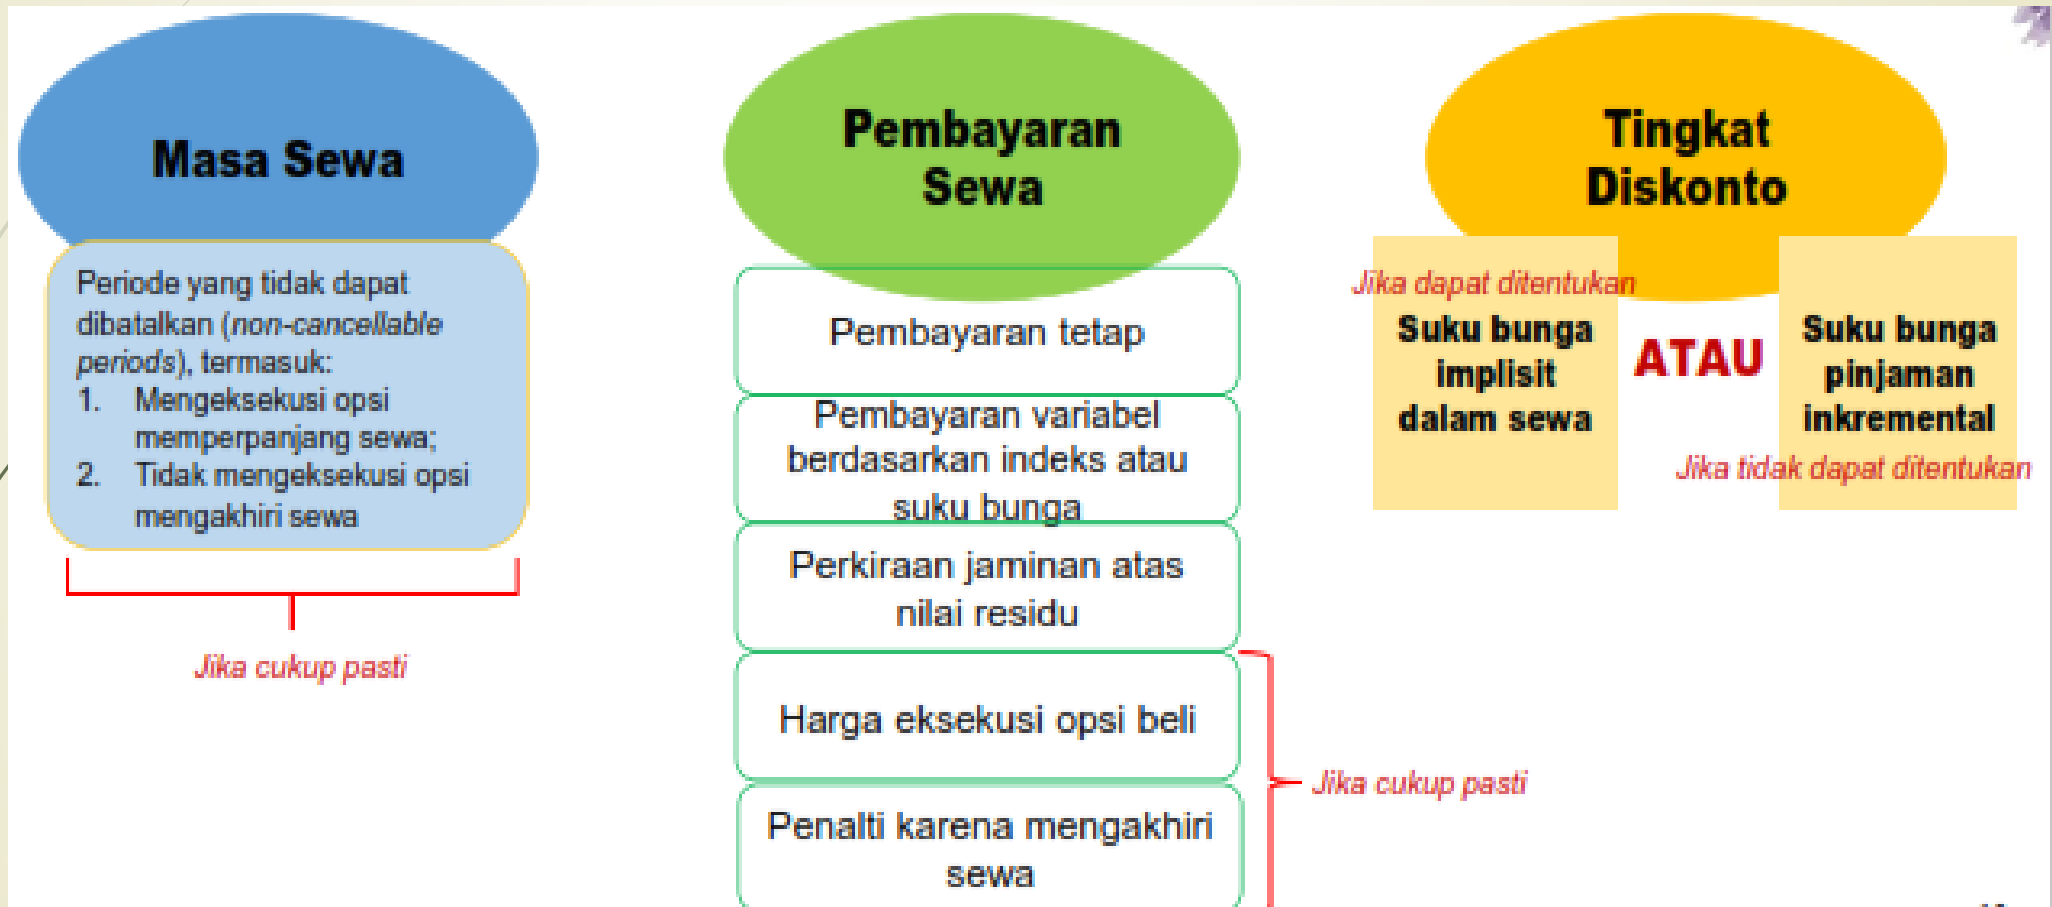 Masa Sewa
Periode yang tidak dapat
dibatalkan (non-cancellable
periods), termasuk:
1. Mengeksekusi opsi
memperpanjang sewa;
2. Tidak mengeksekusi opsi
mengakhiri sewa
Jika cukup pasti
Pembayaran
Sewa
Pembayaran tetap
Pembayaran variabel
berdasarkan indeks atau
suku bunga
Perkiraan jaminan atas
nilai residu
Harga eksekusi opsi beli
Penalti karena mengakhiri
sewa
Jika cukup pasti
Tingkat
Diskonto
Jika dapat ditentukan
Suku bunga
implisit
dalam sewa
ATAU
Suku bunga
pinjaman
inkremental
Jika tidak dapat ditentukan